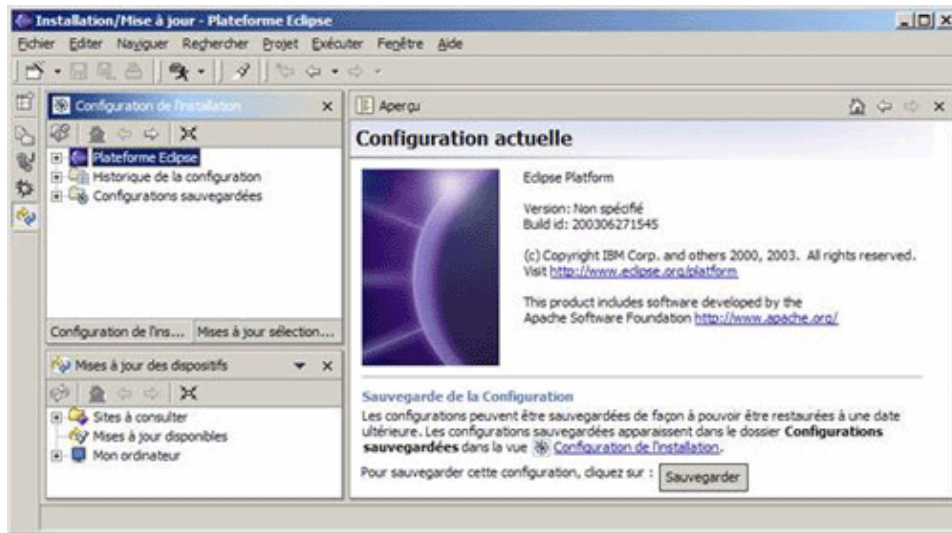 Installation/Mise à jour - Plateforme Eclipse
Fichier Editer Naviguer Rechercher Projet Exécuter Fenêtre Aide
Configuration de l'installation
Plateforme Eclipse
Historique de la configuration
Configurations sauvegardées
Configuration de l'ins... Mises à jour sélection...
Mises à jour des dispositifs
Sites à consulter
Mises à jour disponibles
Mon ordinateur
Aperçu
Configuration actuelle
Eclipse Platform
Version: Non spécifié
Build id: 200306271545
(c) Copyright IBM Corp. and others 2000, 2003. All rights reserved.
Visit http://www.eclipse.org/platform
This product includes software developed by the
Apache Software Foundation http://www.apache.org/
Sauvegarde de la Configuration
Les configurations peuvent être sauvegardées de façon à pouvoir être restaurées à une date
ultérieure. Les configurations sauvegardées apparaissent dans le dossier Configurations
sauvegardées dans la vue Configuration de l'installation.
Pour sauvegarder cette configuration, cliquez sur : Sauvegarder